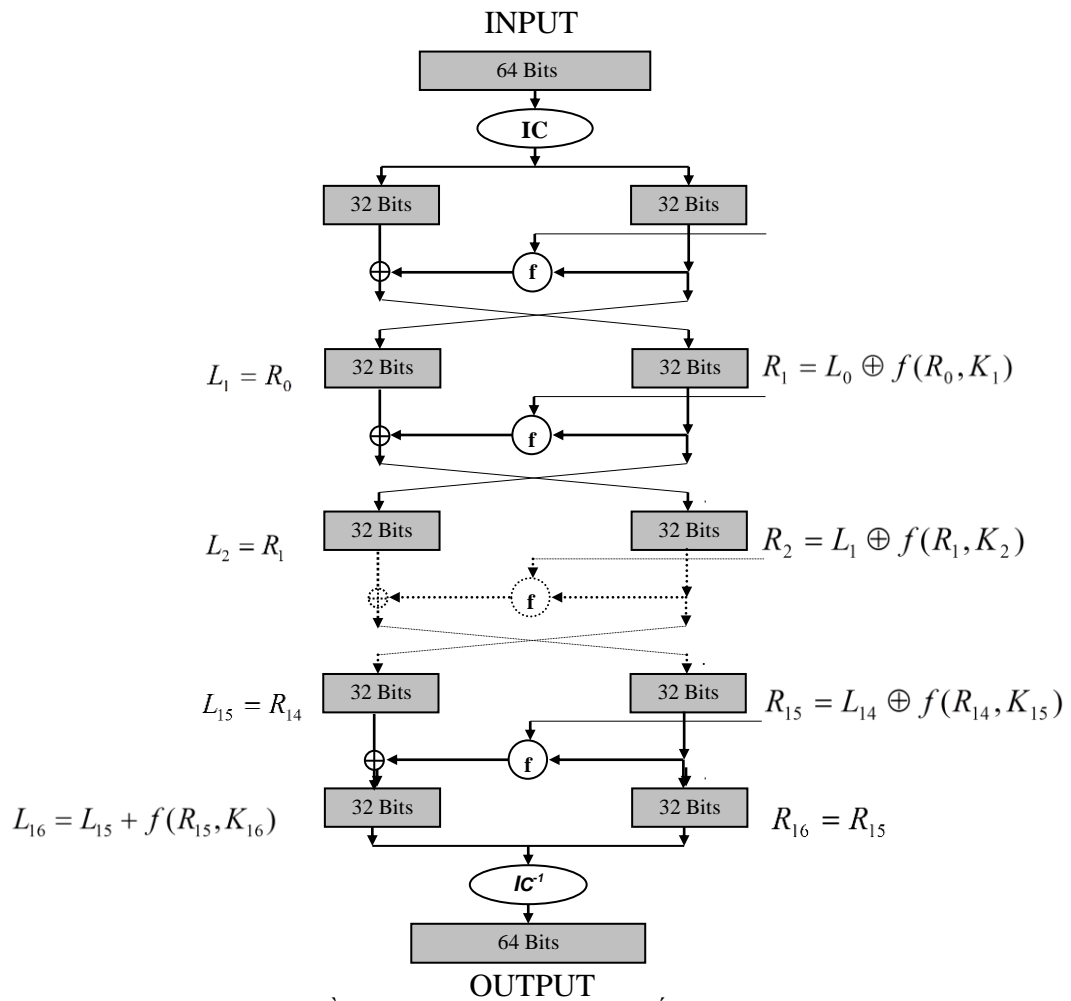 INPUT
64 Bits
IC
32 Bits 32 Bits
f
L₁ = R₀ 32 Bits 32 Bits R₁ = L₀ ⊕ f(R₀, K₁)
f
L₂ = R₁ 32 Bits 32 Bits R₂ = L₁ ⊕ f(R₁, K₂)
f
L₁₅ = R₁₄ 32 Bits 32 Bits R₁₅ = L₁₄ ⊕ f(R₁₄, K₁₅)
f
L₁₆ = L₁₅ + f(R₁₅, K₁₆) 32 Bits 32 Bits R₁₆ = R₁₅
IC⁻¹
64 Bits
OUTPUT